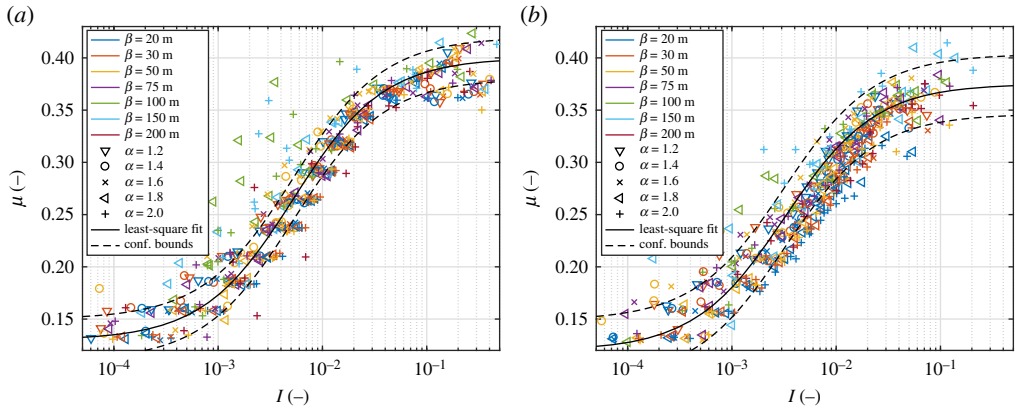 (a)
(b)
0.40
0.35
0.30
0.25
0.20
0.15
μ (–)
β = 20 m
β = 30 m
β = 50 m
β = 75 m
β = 100 m
β = 150 m
β = 200 m
α = 1.2
α = 1.4
α = 1.6
α = 1.8
α = 2.0
least-square fit
conf. bounds
10⁻⁴ 10⁻³ 10⁻² 10⁻¹
I (–)
0.40
0.35
0.30
0.25
0.20
0.15
μ (–)
β = 20 m
β = 30 m
β = 50 m
β = 75 m
β = 100 m
β = 150 m
β = 200 m
α = 1.2
α = 1.4
α = 1.6
α = 1.8
α = 2.0
least-square fit
conf. bounds
10⁻⁴ 10⁻³ 10⁻² 10⁻¹
I (–)